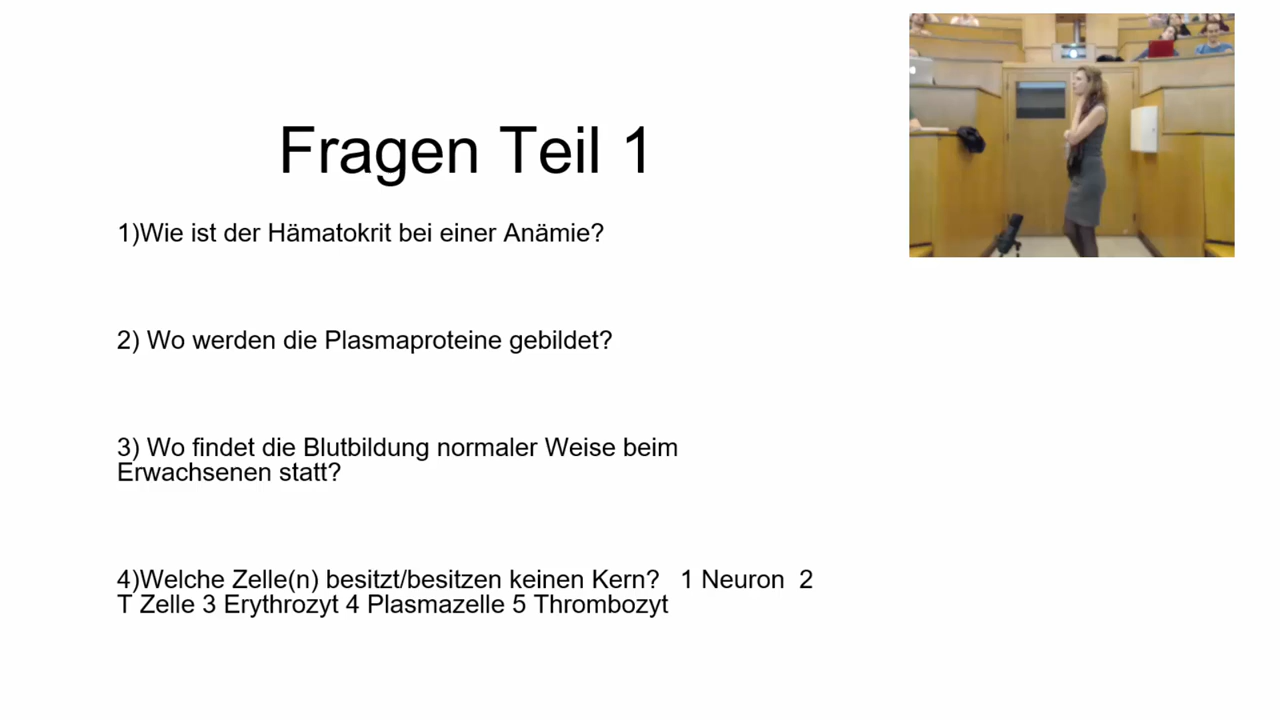 Fragen Teil 1
1)Wie ist der Hämatokrit bei einer Anämie?
2) Wo werden die Plasmaproteine gebildet?
3) Wo findet die Blutbildung normaler Weise beim
Erwachsenen statt?
4)Welche Zelle(n) besitzt/besitzen keinen Kern?   1 Neuron  2
T Zelle 3 Erythrozyt 4 Plasmazelle 5 Thrombozyt